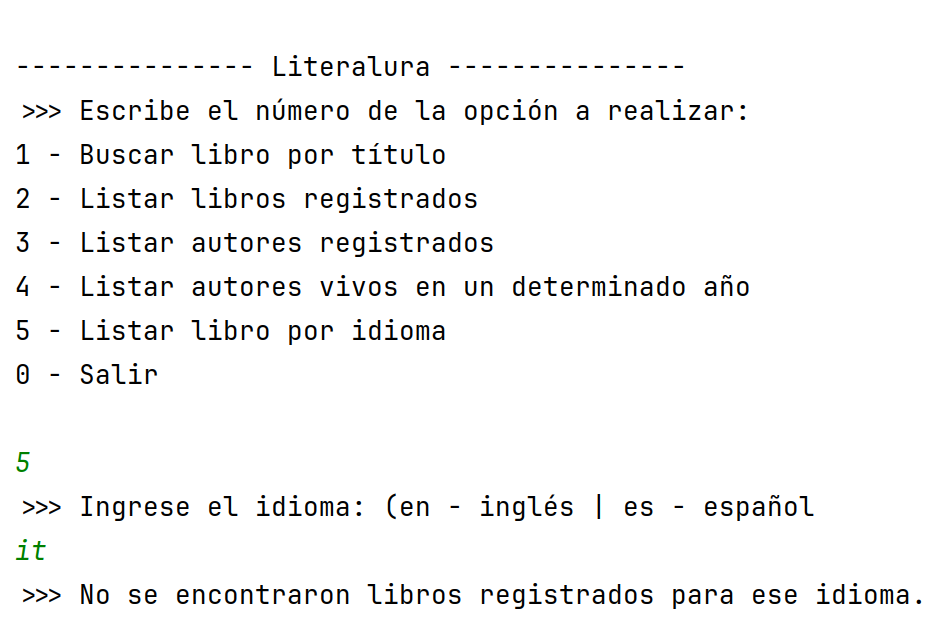 --------------- Literalura ---------------
>>> Escribe el número de la opción a realizar:
1 - Buscar libro por título
2 - Listar libros registrados
3 - Listar autores registrados
4 - Listar autores vivos en un determinado año
5 - Listar libro por idioma
0 - Salir
5
>>> Ingrese el idioma: (en - inglés | es - español
it
>>> No se encontraron libros registrados para ese idioma.